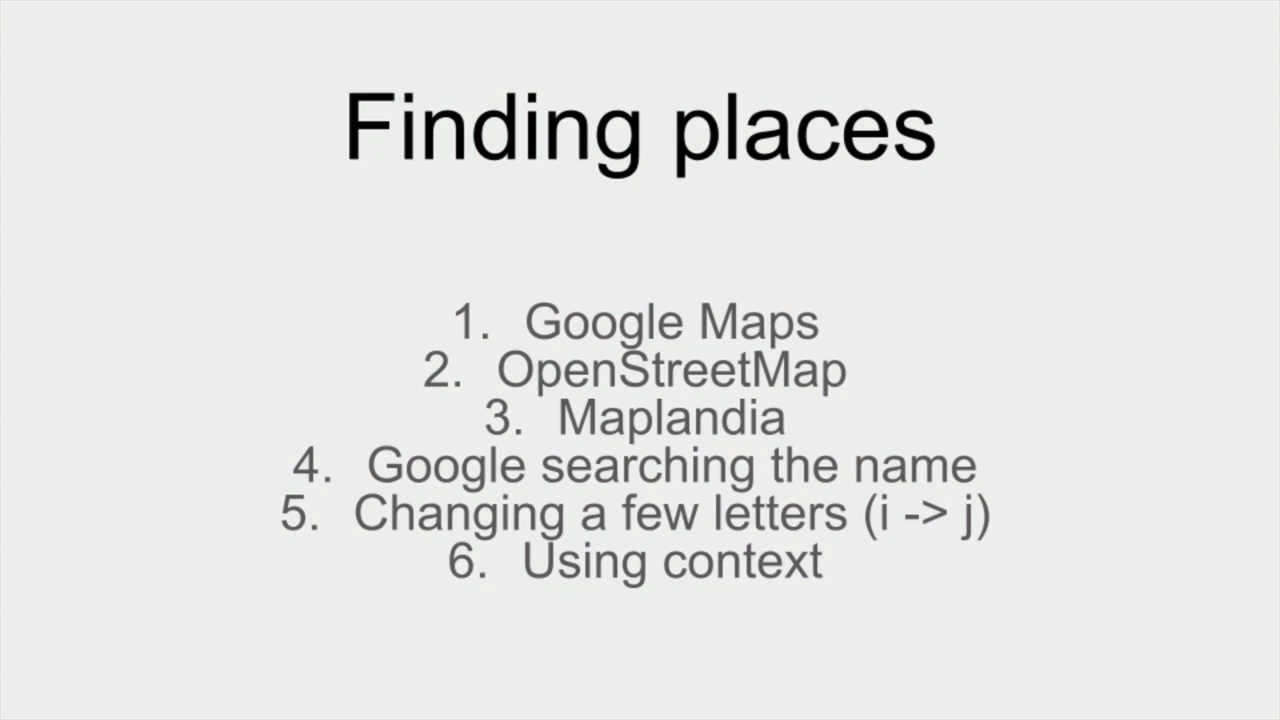 Finding places
1. Google Maps
2. OpenStreetMap
3. Maplandia
4. Google searching the name
5. Changing a few letters (i -> j)
6. Using context